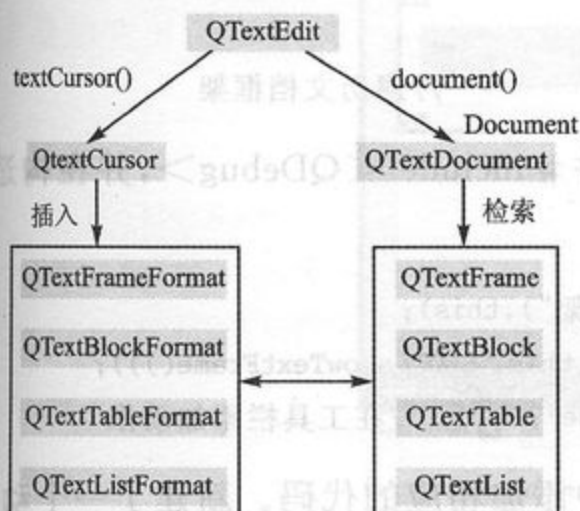 QTextEdit
textCursor()
document()
Document
QtextCursor
QTextDocument
插入
检索
QTextFrameFormat
QTextFrame
QTextBlockFormat
QTextBlock
QTextTableFormat
QTextTable
QTextListFormat
QTextList